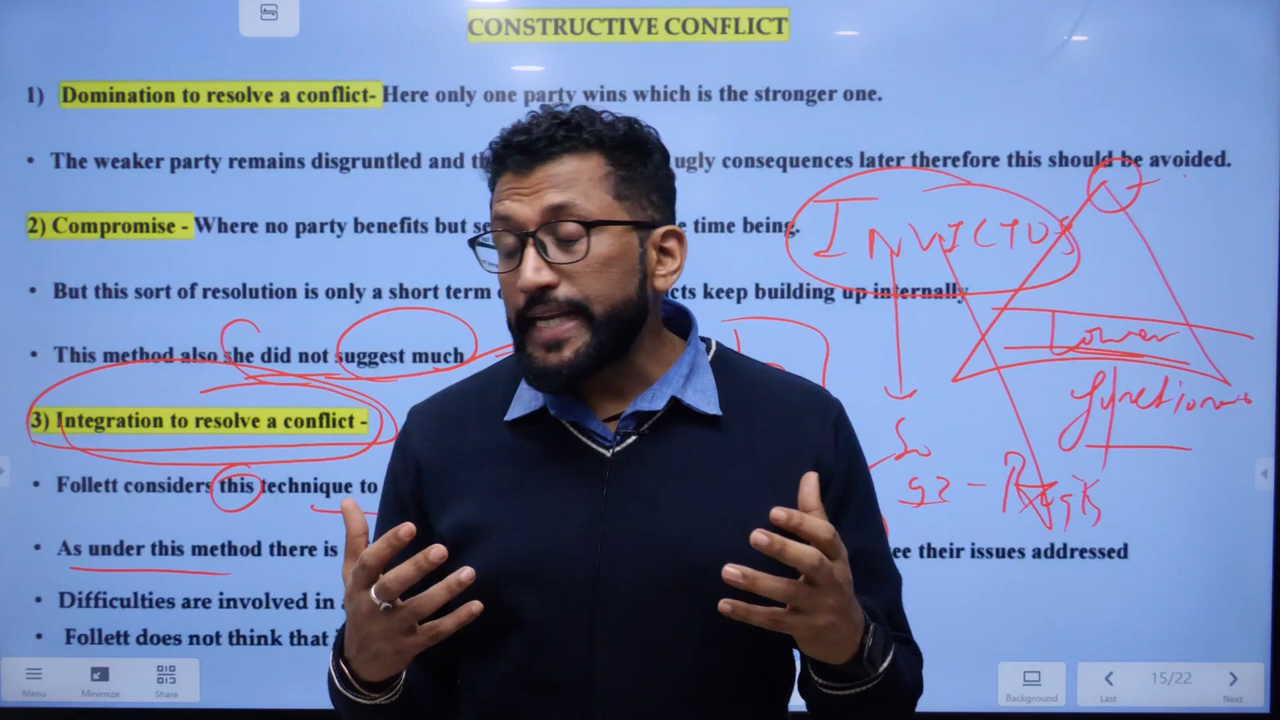 CONSTRUCTIVE CONFLICT
1) Domination to resolve a conflict- Here only one party wins which is the stronger one.
• The weaker party remains disgruntled and ugly consequences later therefore this should be avoided.
2) Compromise - Where no party benefits but time being.
INVICTUS
• But this sort of resolution is only a short term keep building up internally
Lower
• This method also she did not suggest much
functions
3) Integration to resolve a conflict -
• Follett considers this technique to
52 -
• As under this method there is their issues addressed
• Difficulties are involved in
• Follett does not think that
Menu
Minimize
Share
Background
Last
15/22
Next